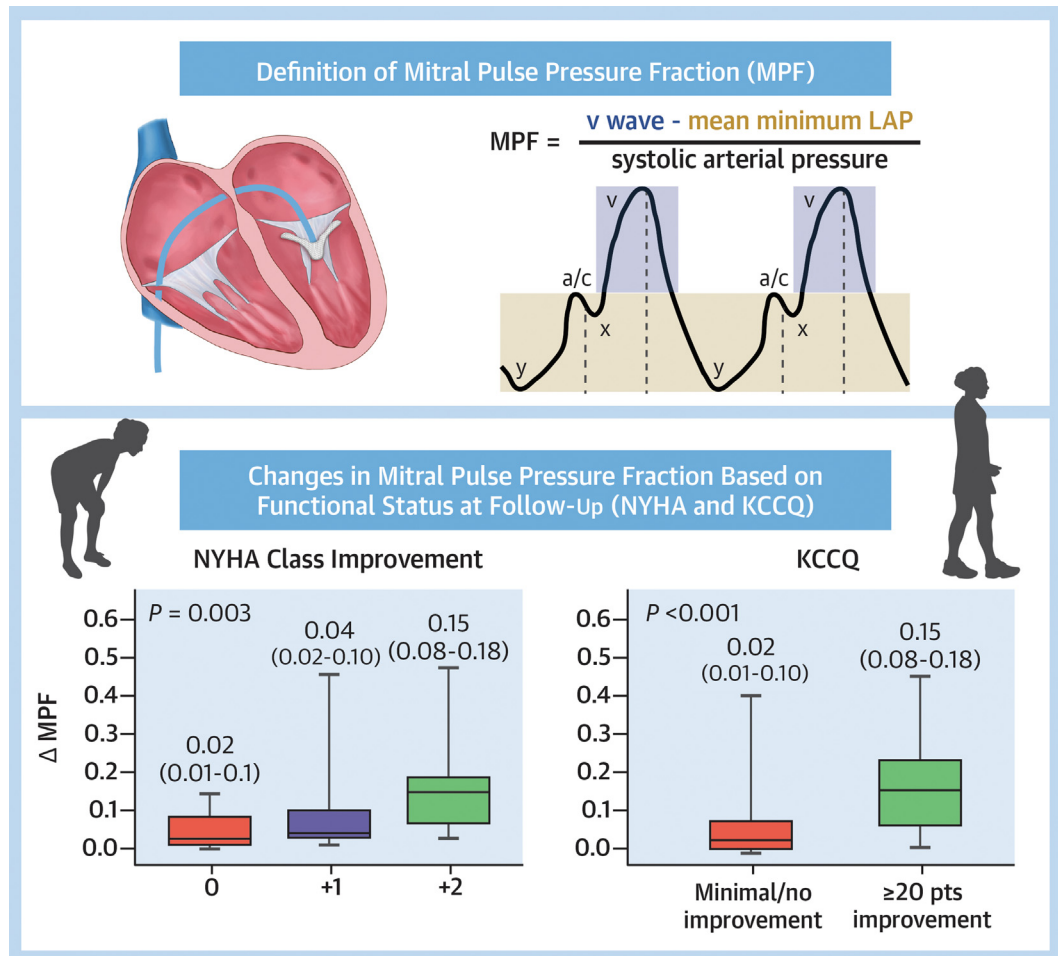 Definition of Mitral Pulse Pressure Fraction (MPF)
MPF = v wave - mean minimum LAP
systolic arterial pressure
v
v
a/c
a/c
x
x
y
y
Changes in Mitral Pulse Pressure Fraction Based on
Functional Status at Follow-Up (NYHA and KCCQ)
NYHA Class Improvement
P = 0.003
Δ MPF
0.6
0.5
0.4
0.3
0.2
0.1
0.0
0.02
(0.01-0.1)
0.04
(0.02-0.10)
0.15
(0.08-0.18)
0
+1
+2
KCCQ
P <0.001
0.6
0.5
0.4
0.3
0.2
0.1
0.0
0.02
(0.01-0.10)
0.15
(0.08-0.18)
Minimal/no
improvement
≥20 pts
improvement